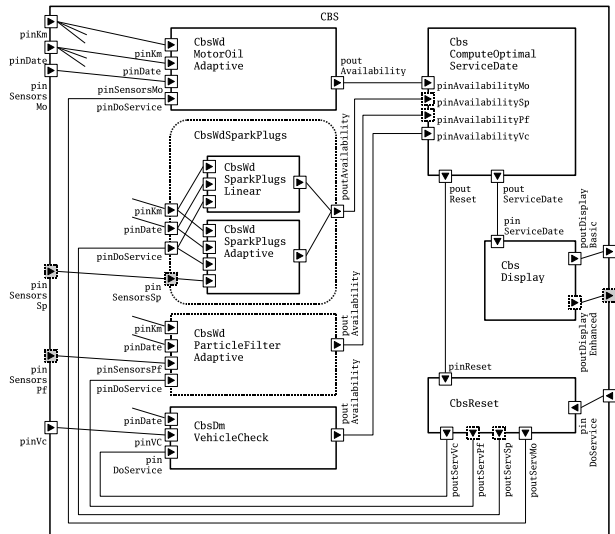 CBS
pinKm
pinDate
pin
Sensors
Mo
CbsWd
MotorOil
Adaptive
pinKm
pinDate
pinSensorsMo
pinDoService
pout
Availability
Cbs
ComputeOptimal
ServiceDate
pinAvailabilityMo
pinAvailabilitySp
pinAvailabilityPf
pinAvailabilityVc
pout
Reset
pout
ServiceDate
CbsWdSparkPlugs
CbsWd
SparkPlugs
Linear
CbsWd
SparkPlugs
Adaptive
pinKm
pinDate
pinDoService
pin
SensorsSp
poutAvailability
pin
Sensors
Sp
pin
ServiceDate
Cbs
Display
poutDisplay
Basic
poutDisplay
Enhanced
CbsWd
ParticleFilter
Adaptive
pinKm
pinDate
pinSensorsPf
pinDoService
pout
Availability
pin
Sensors
Pf
CbsDm
VehicleCheck
pinDate
pinVC
pin
DoService
pout
Availability
pinVc
pinReset
CbsReset
pin
DoService
poutServVc
poutServPf
poutServSp
poutServMo